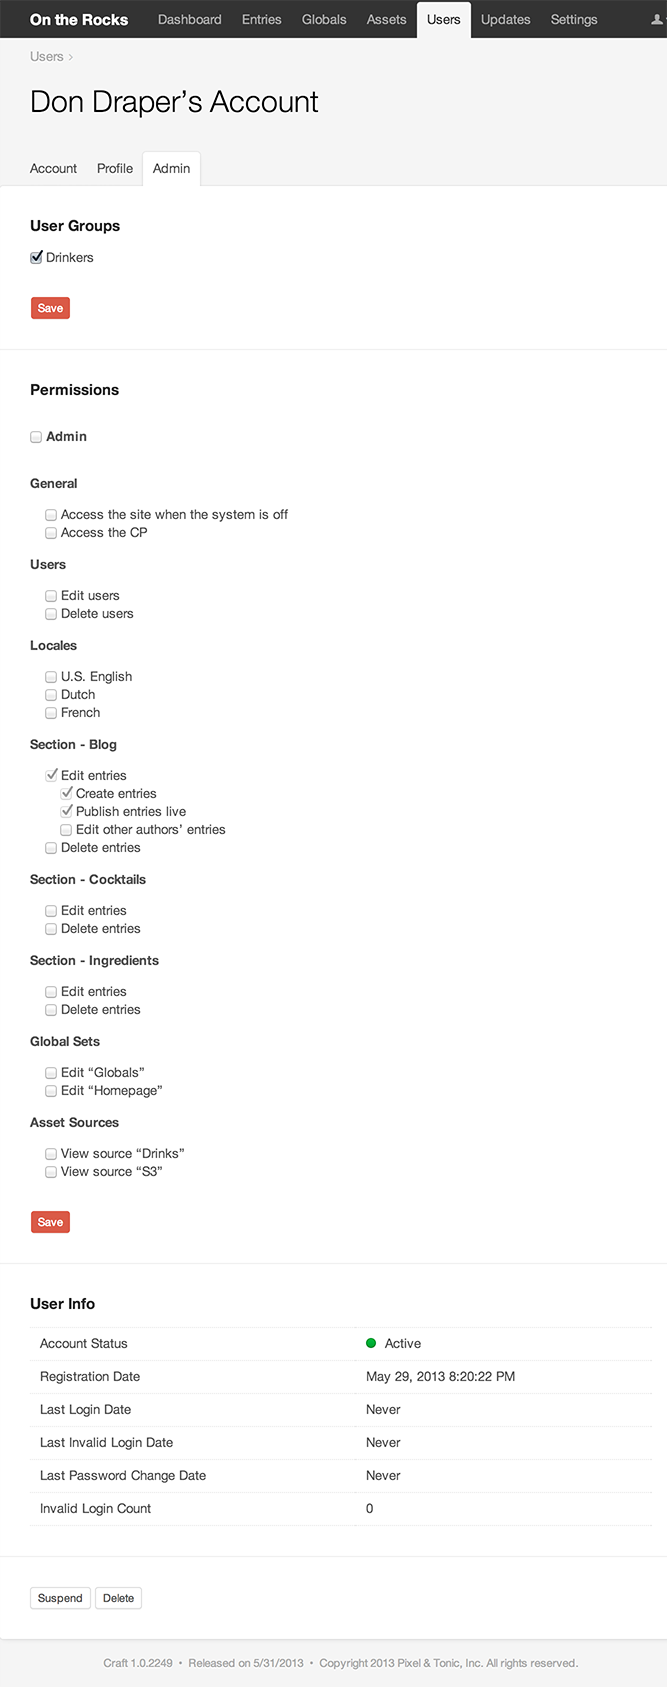 On the Rocks Dashboard Entries Globals Assets Users Updates Settings
Users >
Don Draper’s Account
Account Profile Admin
User Groups
Drinkers
Save
Permissions
Admin
General
Access the site when the system is off
Access the CP
Users
Edit users
Delete users
Locales
U.S. English
Dutch
French
Section - Blog
Edit entries
Create entries
Publish entries live
Edit other authors’ entries
Delete entries
Section - Cocktails
Edit entries
Delete entries
Section - Ingredients
Edit entries
Delete entries
Global Sets
Edit “Globals”
Edit “Homepage”
Asset Sources
View source “Drinks”
View source “S3”
Save
User Info
Account Status Active
Registration Date May 29, 2013 8:20:22 PM
Last Login Date Never
Last Invalid Login Date Never
Last Password Change Date Never
Invalid Login Count 0
Suspend Delete
Craft 1.0.2249 • Released on 5/31/2013 • Copyright 2013 Pixel & Tonic, Inc. All rights reserved.